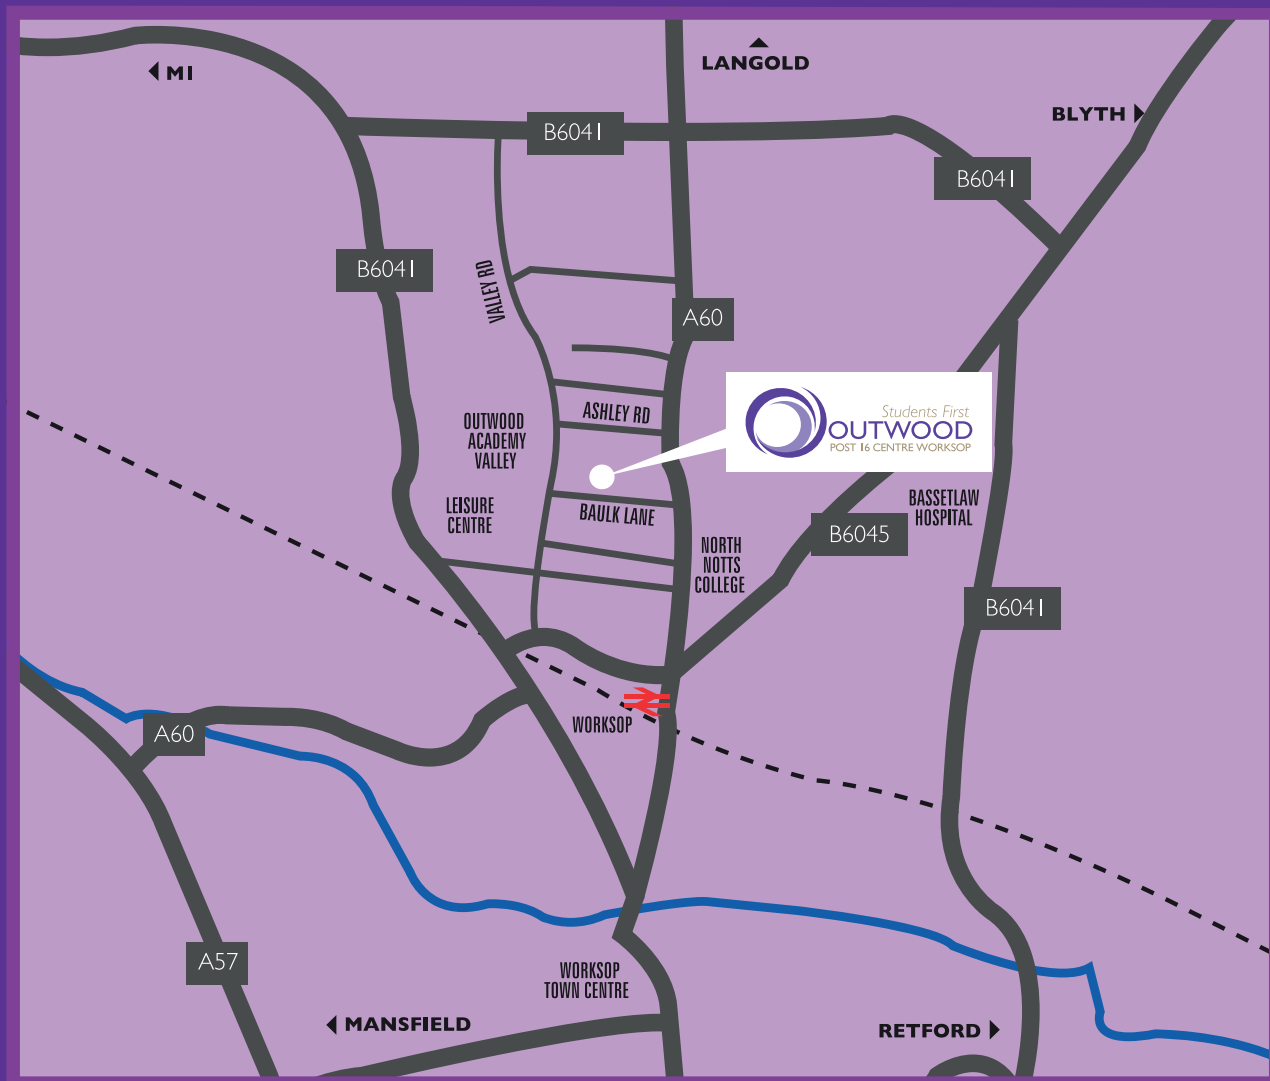 LANGOLD
MI
BLYTH
B6041
B6041
B6041
VALLEY RD
A60
Students First
OUTWOOD
POST 16 CENTRE WORKSOP
ASHLEY RD
OUTWOOD
ACADEMY
VALLEY
LEISURE
CENTRE
BAULK LANE
BASSETLAW
HOSPITAL
B6045
NORTH
NOTTS
COLLEGE
B6041
WORKSOP
A60
A57
WORKSOP
TOWN CENTRE
MANSFIELD
RETFORD